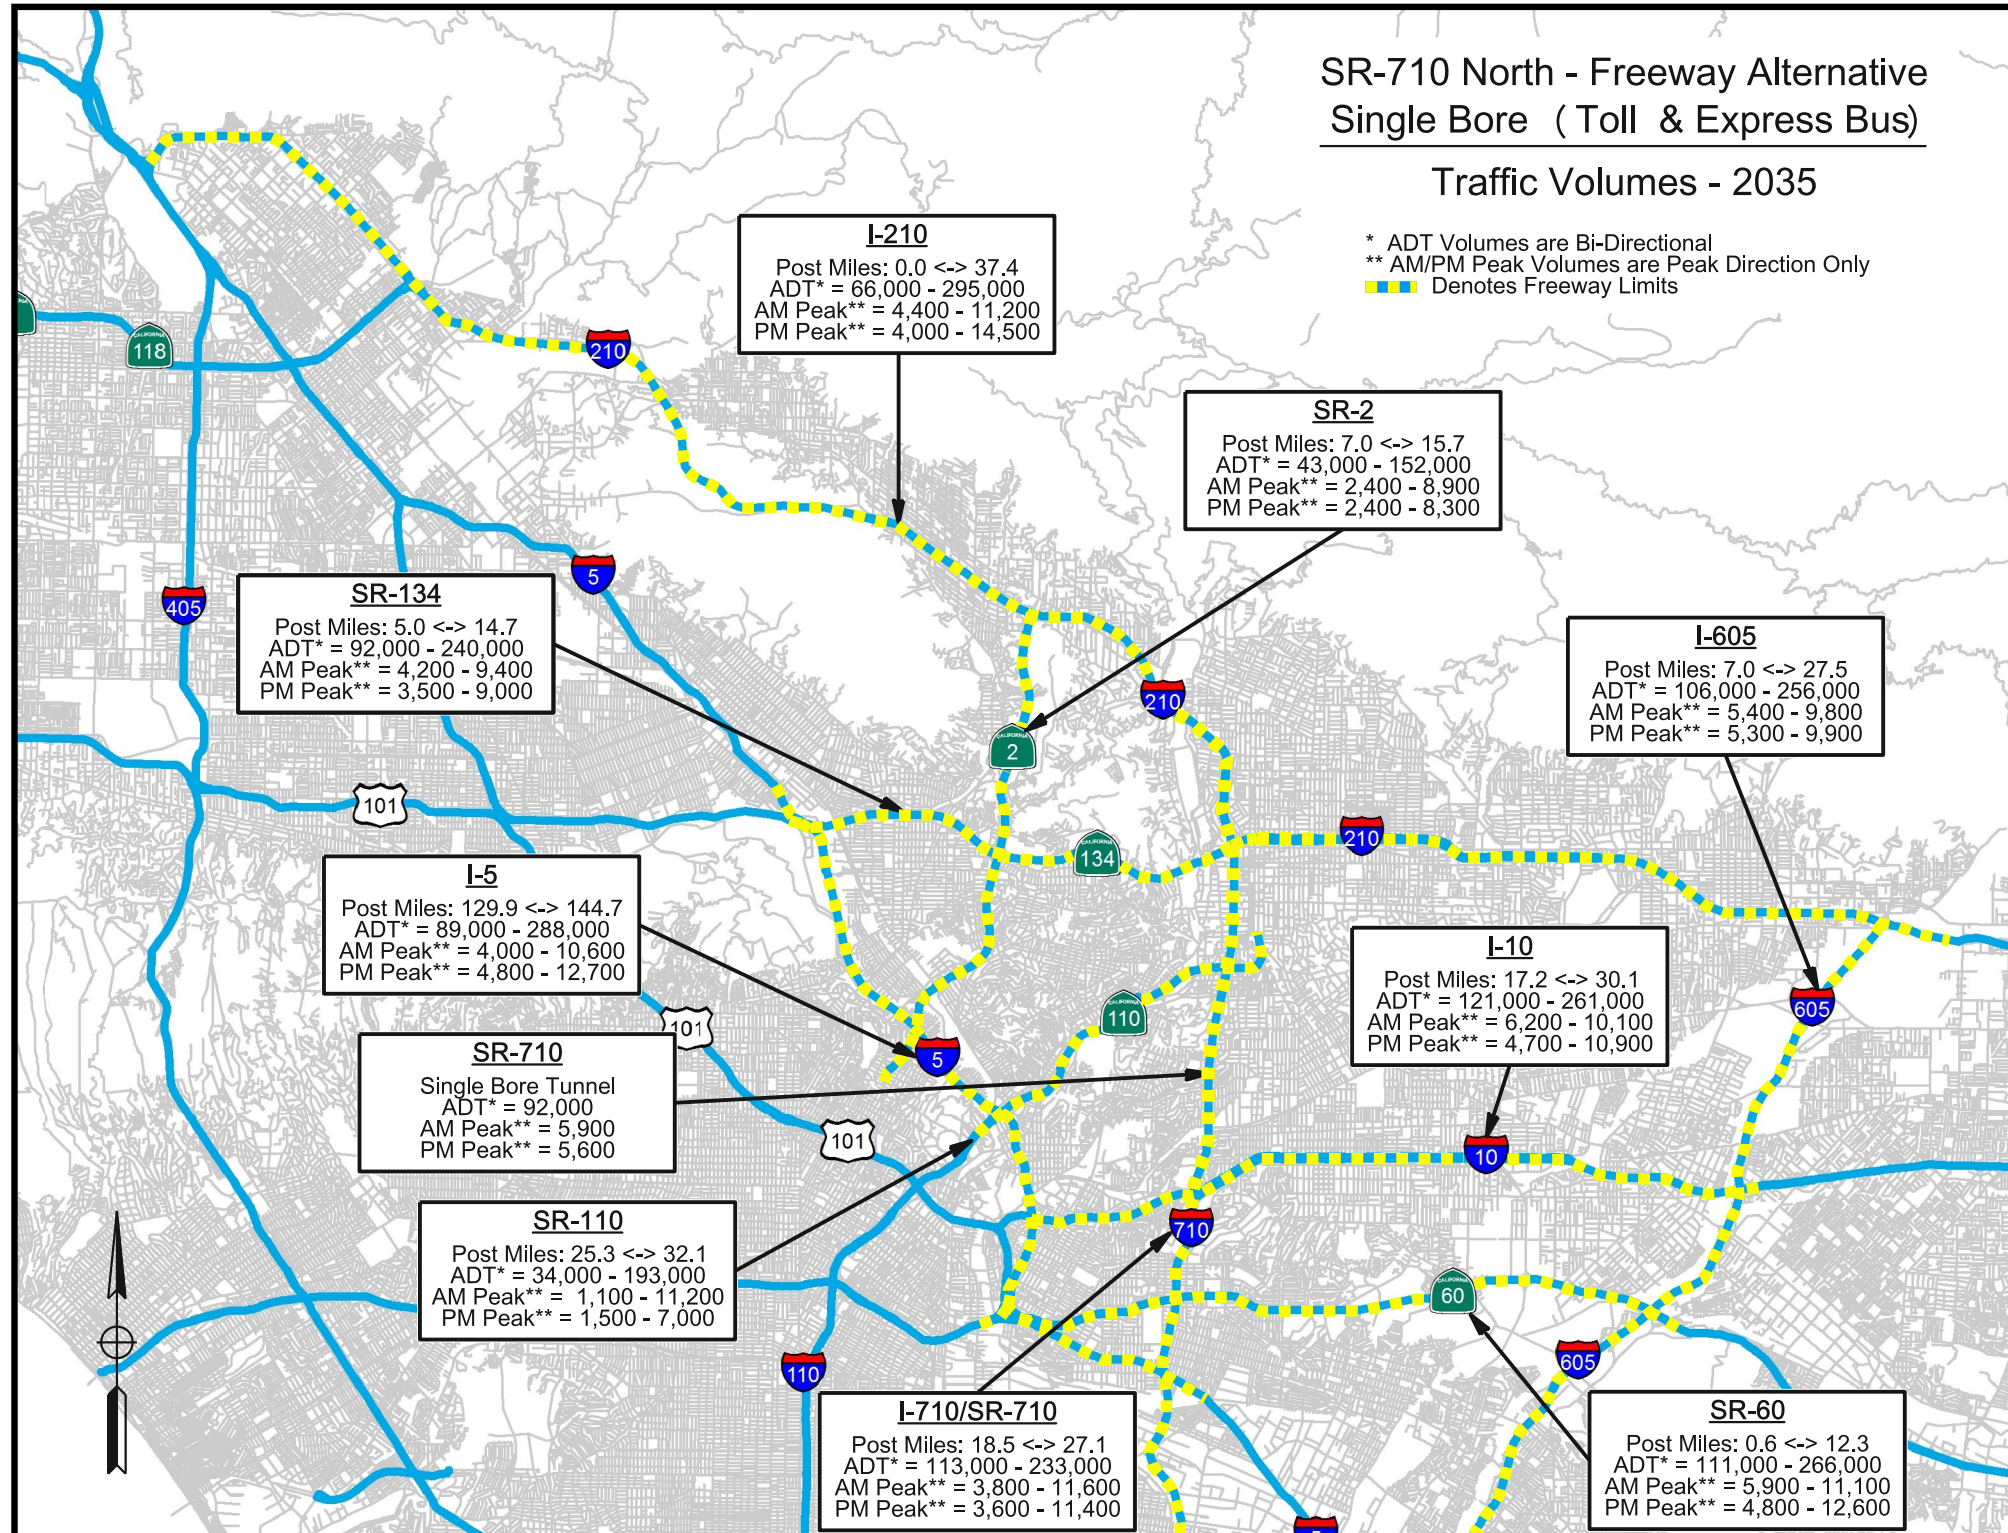 SR-710 North - Freeway Alternative
Single Bore ( Toll & Express Bus)
Traffic Volumes - 2035
* ADT Volumes are Bi-Directional
** AM/PM Peak Volumes are Peak Direction Only
Denotes Freeway Limits
I-210
Post Miles: 0.0 <-> 37.4
ADT* = 66,000 - 295,000
AM Peak** = 4,400 - 11,200
PM Peak** = 4,000 - 14,500
CALIFORNIA
118
210
SR-2
Post Miles: 7.0 <-> 15.7
ADT* = 43,000 - 152,000
AM Peak** = 2,400 - 8,900
PM Peak** = 2,400 - 8,300
5
405
SR-134
Post Miles: 5.0 <-> 14.7
ADT* = 92,000 - 240,000
AM Peak** = 4,200 - 9,400
PM Peak** = 3,500 - 9,000
I-605
Post Miles: 7.0 <-> 27.5
ADT* = 106,000 - 256,000
AM Peak** = 5,400 - 9,800
PM Peak** = 5,300 - 9,900
210
CALIFORNIA
2
101
210
CALIFORNIA
134
I-5
Post Miles: 129.9 <-> 144.7
ADT* = 89,000 - 288,000
AM Peak** = 4,000 - 10,600
PM Peak** = 4,800 - 12,700
I-10
Post Miles: 17.2 <-> 30.1
ADT* = 121,000 - 261,000
AM Peak** = 6,200 - 10,100
PM Peak** = 4,700 - 10,900
605
CALIFORNIA
110
101
5
SR-710
Single Bore Tunnel
ADT* = 92,000
AM Peak** = 5,900
PM Peak** = 5,600
101
10
SR-110
Post Miles: 25.3 <-> 32.1
ADT* = 34,000 - 193,000
AM Peak** = 1,100 - 11,200
PM Peak** = 1,500 - 7,000
710
CALIFORNIA
60
110
605
I-710/SR-710
Post Miles: 18.5 <-> 27.1
ADT* = 113,000 - 233,000
AM Peak** = 3,800 - 11,600
PM Peak** = 3,600 - 11,400
SR-60
Post Miles: 0.6 <-> 12.3
ADT* = 111,000 - 266,000
AM Peak** = 5,900 - 11,100
PM Peak** = 4,800 - 12,600